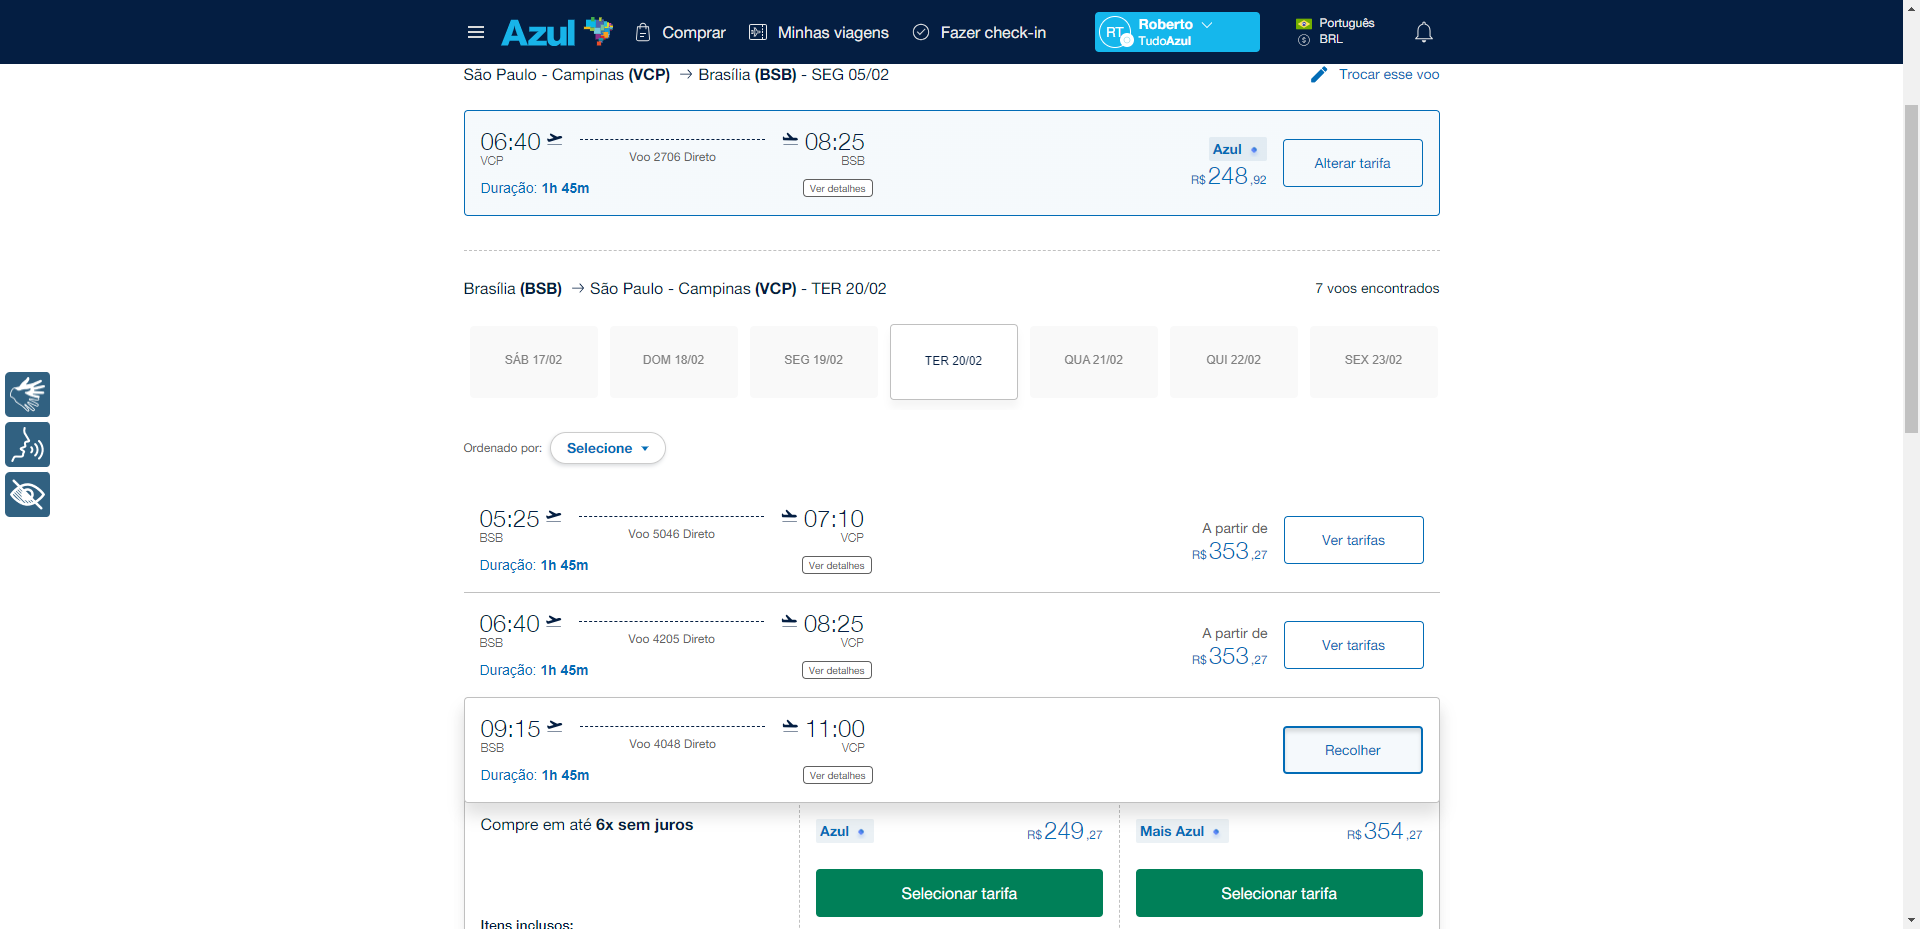 Azul
Comprar
Minhas viagens
Fazer check-in
RT
Roberto
TudoAzul
Português
BRL
São Paulo - Campinas (VCP) → Brasília (BSB) - SEG 05/02
Trocar esse voo
06:40
08:25
VCP
Voo 2706 Direto
BSB
Duração: 1h 45m
Ver detalhes
Azul
R$248,92
Alterar tarifa
Brasília (BSB) → São Paulo - Campinas (VCP) - TER 20/02
7 voos encontrados
SÁB 17/02
DOM 18/02
SEG 19/02
TER 20/02
QUA 21/02
QUI 22/02
SEX 23/02
Ordenado por:
Selecione
05:25
07:10
BSB
Voo 5046 Direto
VCP
Duração: 1h 45m
Ver detalhes
A partir de
R$353,27
Ver tarifas
06:40
08:25
BSB
Voo 4205 Direto
VCP
Duração: 1h 45m
Ver detalhes
A partir de
R$353,27
Ver tarifas
09:15
11:00
BSB
Voo 4048 Direto
VCP
Duração: 1h 45m
Ver detalhes
Recolher
Compre em até 6x sem juros
Azul
R$249,27
Mais Azul
R$354,27
Selecionar tarifa
Selecionar tarifa
Itens inclusos: